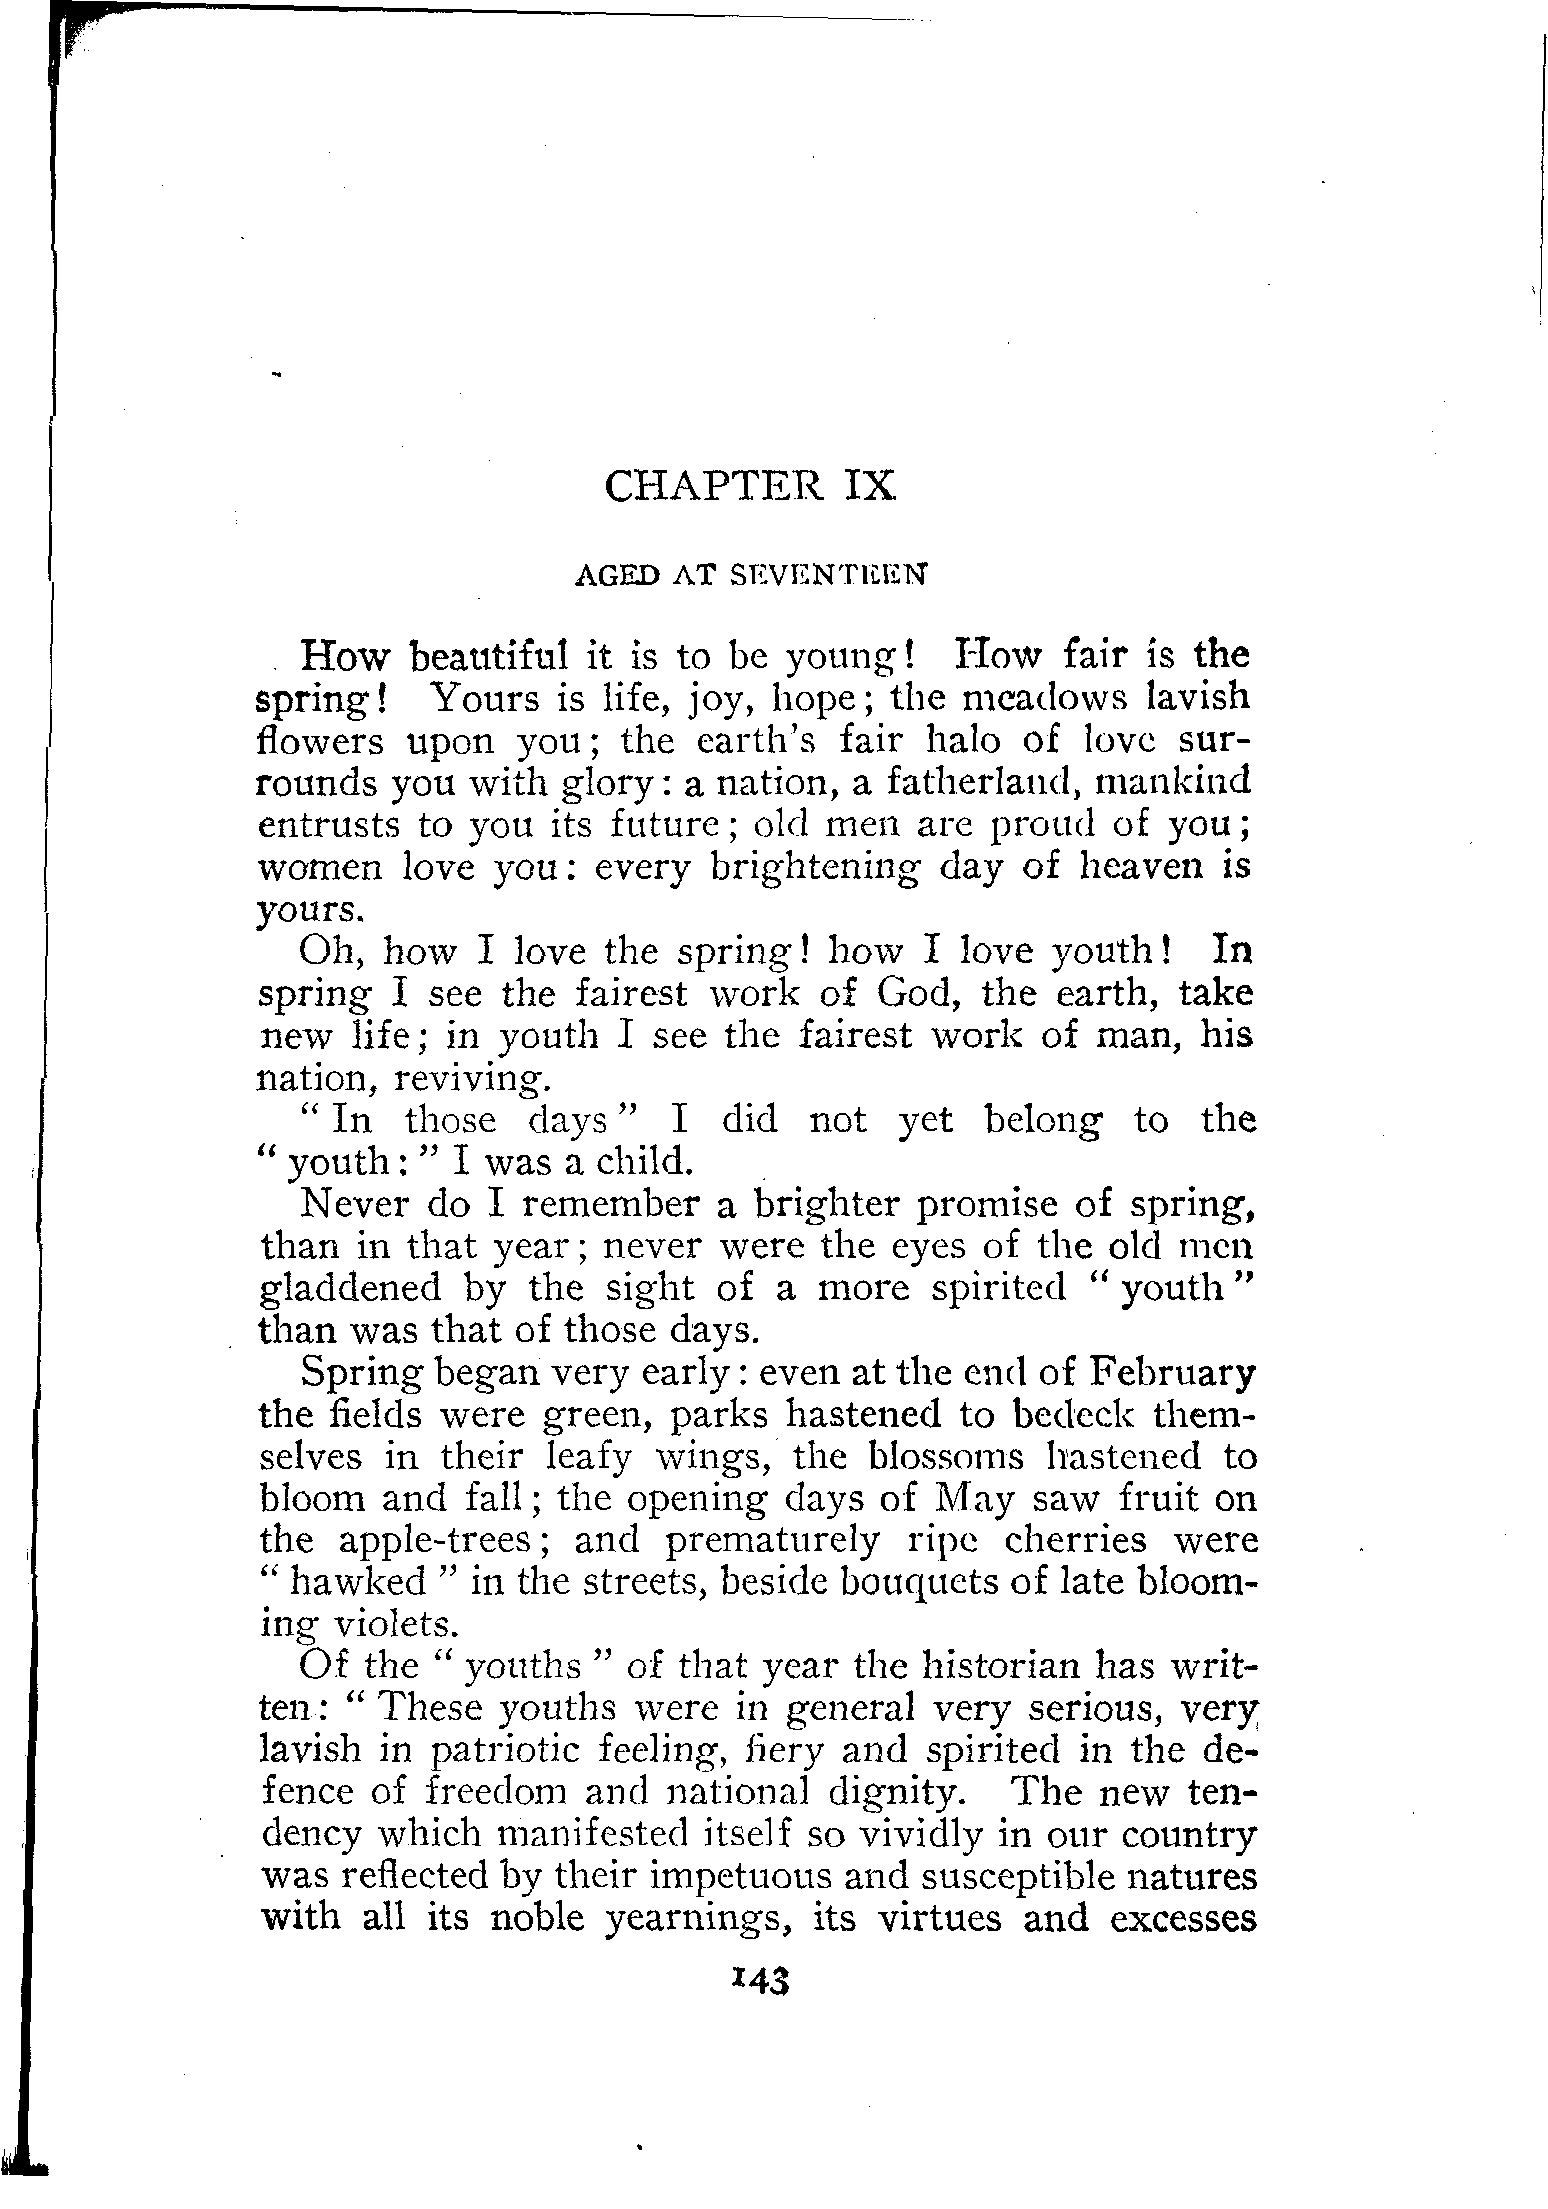 CHAPTER IX
AGED AT SEVENTEEN
How beautiful it is to be young! How fair is the
spring! Yours is life, joy, hope; the meadows lavish
flowers upon you; the earth's fair halo of love sur-
rounds you with glory: a nation, a fatherland, mankind
entrusts to you its future; old men are proud of you;
women love you: every brightening day of heaven is
yours.
Oh, how I love the spring! how I love youth! In
spring I see the fairest work of God, the earth, take
new life; in youth I see the fairest work of man, his
nation, reviving.
" In those days " I did not yet belong to the
" youth: " I was a child.
Never do I remember a brighter promise of spring,
than in that year; never were the eyes of the old men
gladdened by the sight of a more spirited " youth "
than was that of those days.
Spring began very early: even at the end of February
the fields were green, parks hastened to bedeck them-
selves in their leafy wings, the blossoms hastened to
bloom and fall; the opening days of May saw fruit on
the apple-trees; and prematurely ripe cherries were
" hawked " in the streets, beside bouquets of late bloom-
ing violets.
Of the " youths " of that year the historian has writ-
ten: " These youths were in general very serious, very
lavish in patriotic feeling, fiery and spirited in the de-
fence of freedom and national dignity. The new ten-
dency which manifested itself so vividly in our country
was reflected by their impetuous and susceptible natures
with all its noble yearnings, its virtues and excesses
143